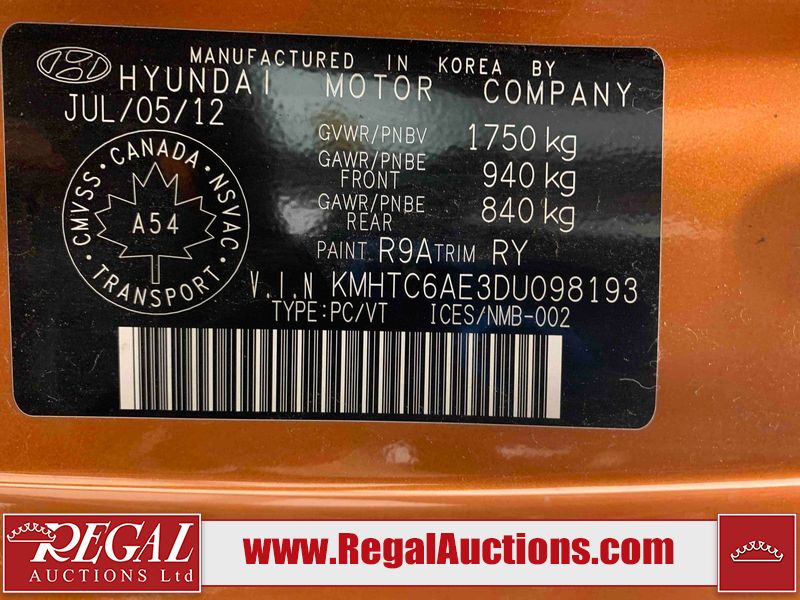 MANUFACTURED IN KOREA BY
HYUNDAI MOTOR COMPANY
JUL/05/12
GVWR/PNBV 1750 kg
GAWR/PNBE FRONT 940 kg
GAWR/PNBE REAR 840 kg
CMVSS · CANADA · NSVAC
A54
TRANSPORT
PAINT R9A TRIM RY
V.I.N KMHTC6AE3DU098193
TYPE:PC/VT ICES/NMB-002
REGAL
AUCTIONS Ltd
www.RegalAuctions.com